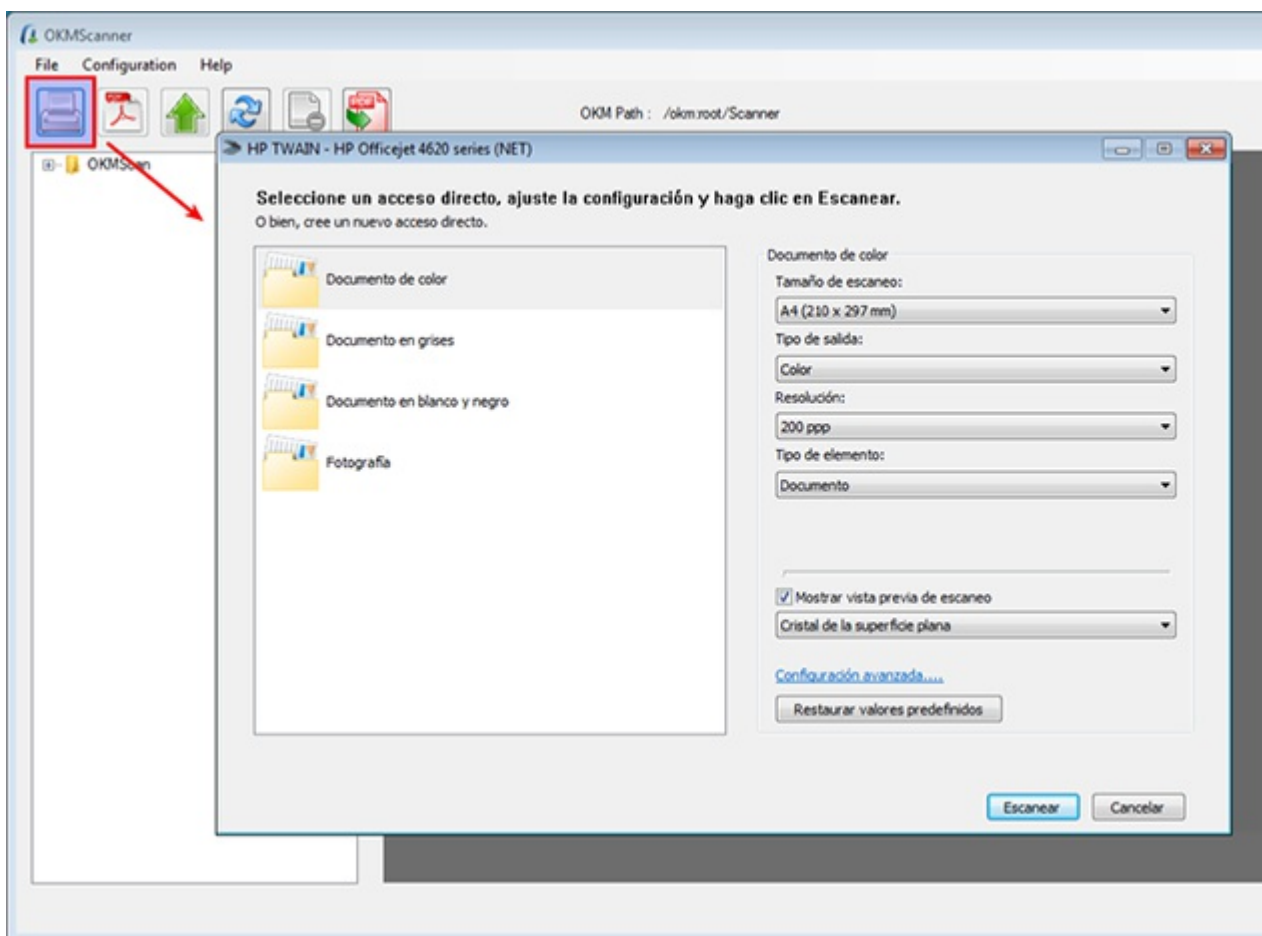 OKMScanner
File Configuration Help
PDF
OKM Path : /okm:root/Scanner
HP TWAIN - HP Officejet 4620 series (NET)
OKMScan
Seleccione un acceso directo, ajuste la configuración y haga clic en Escanear.
O bien, cree un nuevo acceso directo.
Documento de color
Documento en grises
Documento en blanco y negro
Fotografía
Documento de color
Tamaño de escaneo:
A4 (210 x 297 mm)
Tipo de salida:
Color
Resolución:
200 ppp
Tipo de elemento:
Documento
Mostrar vista previa de escaneo
Cristal de la superficie plana
Configuración avanzada....
Restaurar valores predefinidos
Escanear
Cancelar